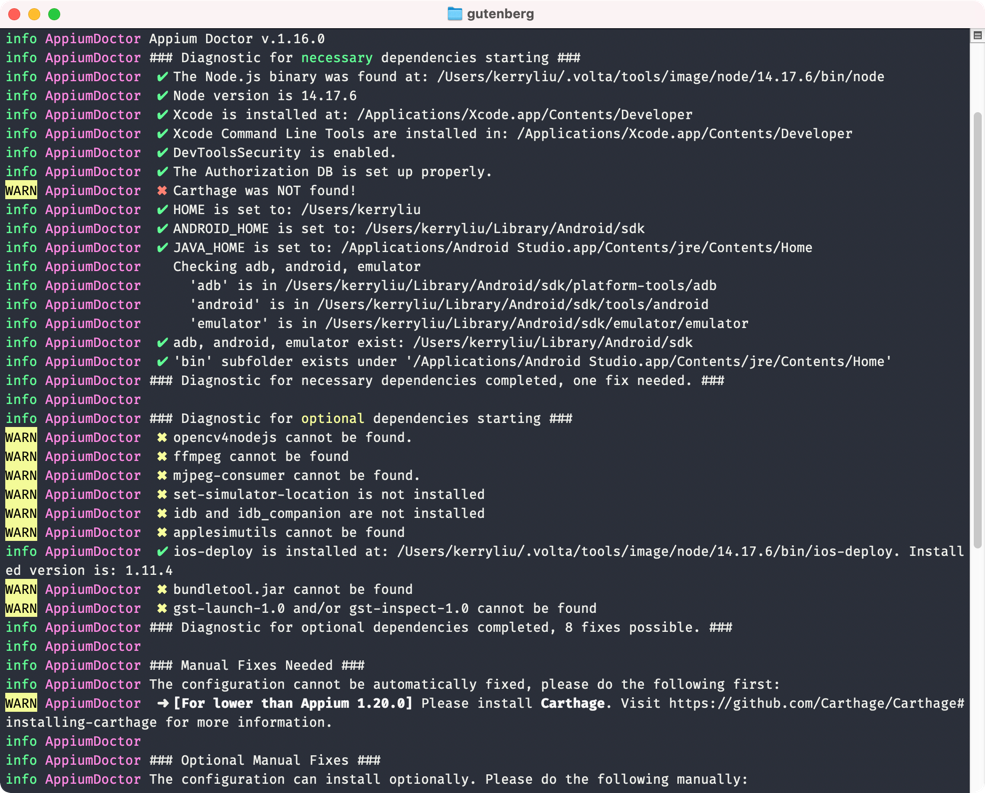 gutenberg
info AppiumDoctor Appium Doctor v.1.16.0
info AppiumDoctor ### Diagnostic for necessary dependencies starting ###
info AppiumDoctor ✔ The Node.js binary was found at: /Users/kerryliu/.volta/tools/image/node/14.17.6/bin/node
info AppiumDoctor ✔ Node version is 14.17.6
info AppiumDoctor ✔ Xcode is installed at: /Applications/Xcode.app/Contents/Developer
info AppiumDoctor ✔ Xcode Command Line Tools are installed in: /Applications/Xcode.app/Contents/Developer
info AppiumDoctor ✔ DevToolsSecurity is enabled.
info AppiumDoctor ✔ The Authorization DB is set up properly.
WARN AppiumDoctor ✖ Carthage was NOT found!
info AppiumDoctor ✔ HOME is set to: /Users/kerryliu
info AppiumDoctor ✔ ANDROID_HOME is set to: /Users/kerryliu/Library/Android/sdk
info AppiumDoctor ✔ JAVA_HOME is set to: /Applications/Android Studio.app/Contents/jre/Contents/Home
info AppiumDoctor Checking adb, android, emulator
info AppiumDoctor 'adb' is in /Users/kerryliu/Library/Android/sdk/platform-tools/adb
info AppiumDoctor 'android' is in /Users/kerryliu/Library/Android/sdk/tools/android
info AppiumDoctor 'emulator' is in /Users/kerryliu/Library/Android/sdk/emulator/emulator
info AppiumDoctor ✔ adb, android, emulator exist: /Users/kerryliu/Library/Android/sdk
info AppiumDoctor ✔ 'bin' subfolder exists under '/Applications/Android Studio.app/Contents/jre/Contents/Home'
info AppiumDoctor ### Diagnostic for necessary dependencies completed, one fix needed. ###
info AppiumDoctor
info AppiumDoctor ### Diagnostic for optional dependencies starting ###
WARN AppiumDoctor ✖ opencv4nodejs cannot be found.
WARN AppiumDoctor ✖ ffmpeg cannot be found
WARN AppiumDoctor ✖ mjpeg-consumer cannot be found.
WARN AppiumDoctor ✖ set-simulator-location is not installed
WARN AppiumDoctor ✖ idb and idb_companion are not installed
WARN AppiumDoctor ✖ applesimutils cannot be found
info AppiumDoctor ✔ ios-deploy is installed at: /Users/kerryliu/.volta/tools/image/node/14.17.6/bin/ios-deploy. Install
ed version is: 1.11.4
WARN AppiumDoctor ✖ bundletool.jar cannot be found
WARN AppiumDoctor ✖ gst-launch-1.0 and/or gst-inspect-1.0 cannot be found
info AppiumDoctor ### Diagnostic for optional dependencies completed, 8 fixes possible. ###
info AppiumDoctor
info AppiumDoctor ### Manual Fixes Needed ###
info AppiumDoctor The configuration cannot be automatically fixed, please do the following first:
WARN AppiumDoctor ➜ [For lower than Appium 1.20.0] Please install Carthage. Visit https://github.com/Carthage/Carthage#
installing-carthage for more information.
info AppiumDoctor
info AppiumDoctor ### Optional Manual Fixes ###
info AppiumDoctor The configuration can install optionally. Please do the following manually: